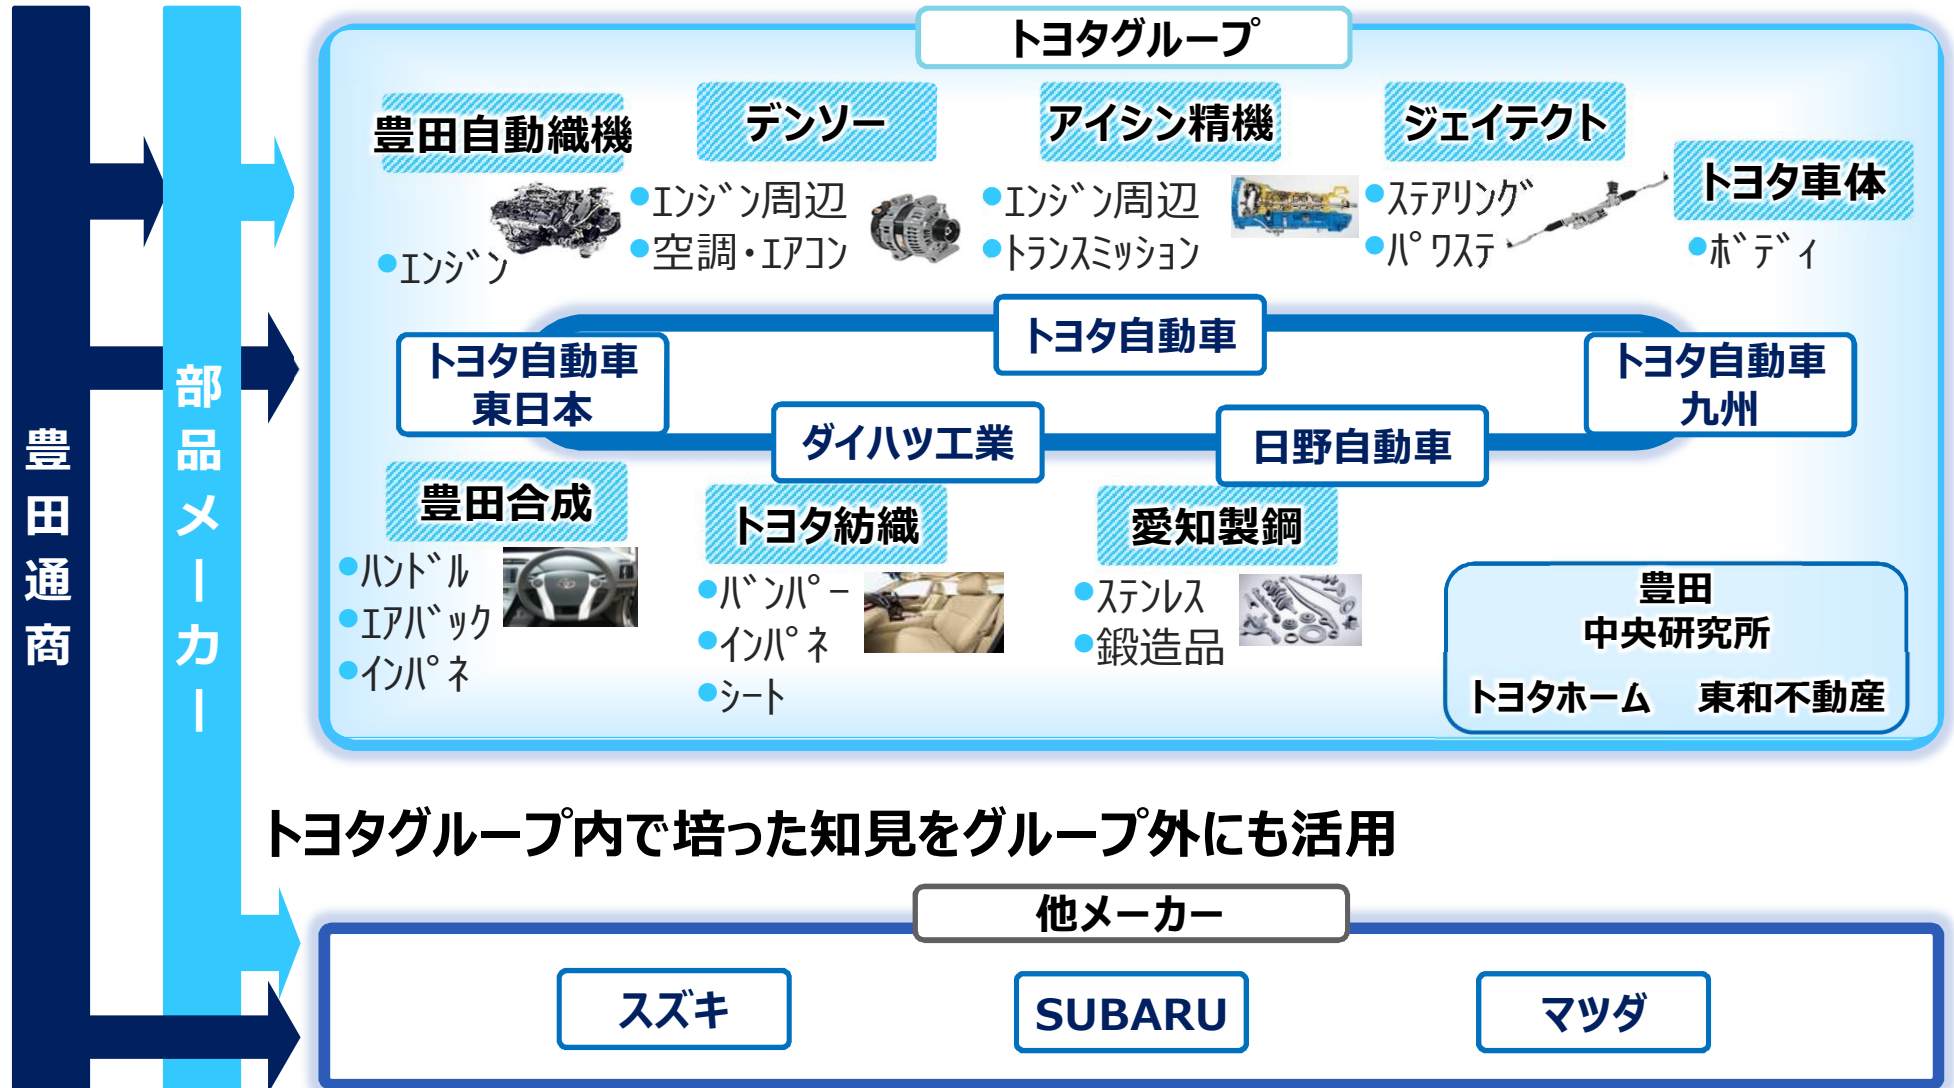 豊田通商
部品メーカー
トヨタグループ
豊田自動織機
•エンジン
デンソー
•エンジン周辺
•空調・エアコン
アイシン精機
•エンジン周辺
•トランスミッション
ジェイテクト
•ステアリング
•パワステ
トヨタ車体
•ボディ
トヨタ自動車
トヨタ自動車
東日本
トヨタ自動車
九州
ダイハツ工業
日野自動車
豊田合成
•ハンドル
•エアバック
•インパネ
トヨタ紡織
•バンパー
•インパネ
•シート
愛知製鋼
•ステンレス
•鍛造品
豊田
中央研究所
トヨタホーム 東和不動産
トヨタグループ内で培った知見をグループ外にも活用
他メーカー
スズキ
SUBARU
マツダ